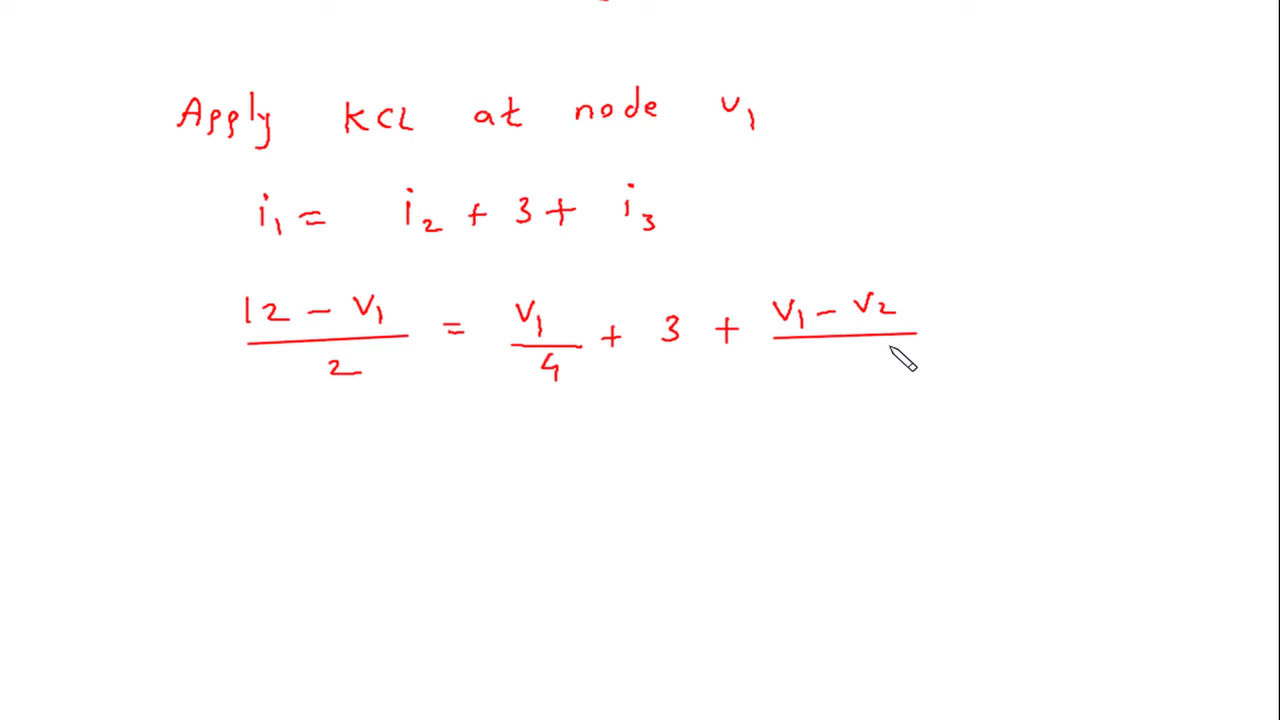 Apply KCL at node v1
i1 = i2 + 3 + i3
12 - v1 / 2 = v1 / 4 + 3 + v1 - v2 /